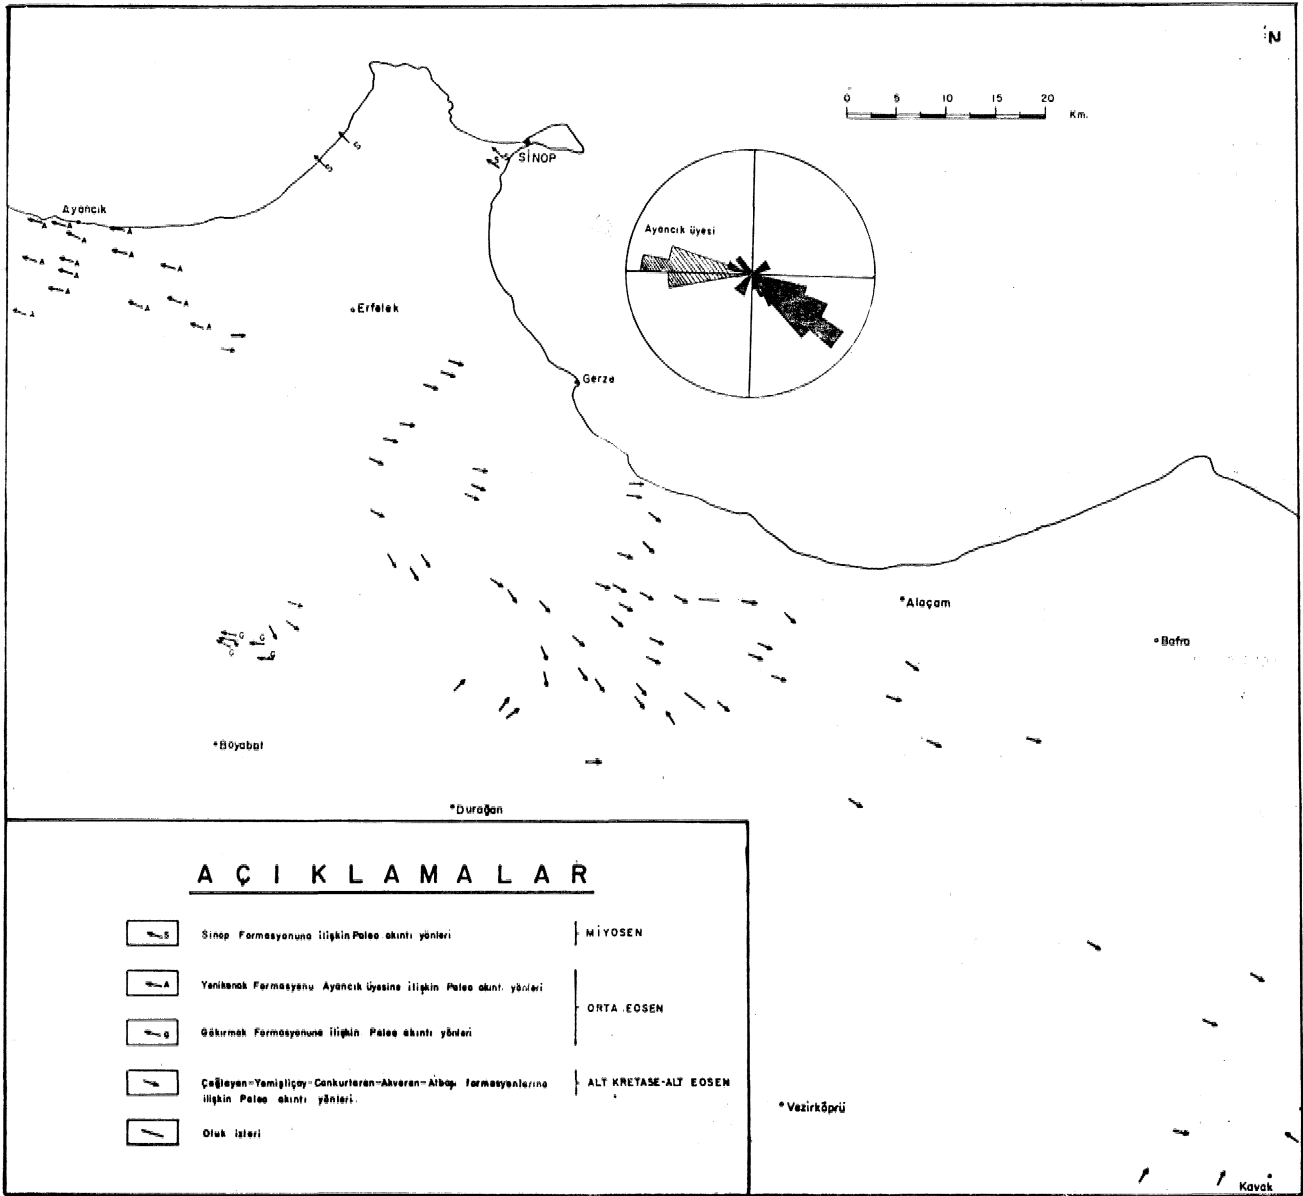 N
0 5 10 15 20 Km.
SİNOP
Ayancık
Ayancık üyesi
Erfelek
Gerze
Alaçam
Bafra
Boyabat
Durağan
AÇIKLAMALAR
S Sinop Formasyonuna ilişkin Paleo akıntı yönleri MİYOSEN
A Yenikonak Formasyonu Ayancık üyesine ilişkin Paleo akıntı yönleri
ORTA EOSEN
G Gökırmak Formasyonuna ilişkin Paleo akıntı yönleri
Çağlayan-Yemişliçay-Cankurtaran-Akveren-Atbaşı formasyonlarına ALT KRETASE-ALT EOSEN
ilişkin Paleo akıntı yönleri.
Oluk izleri
Vezirköprü
Kavak